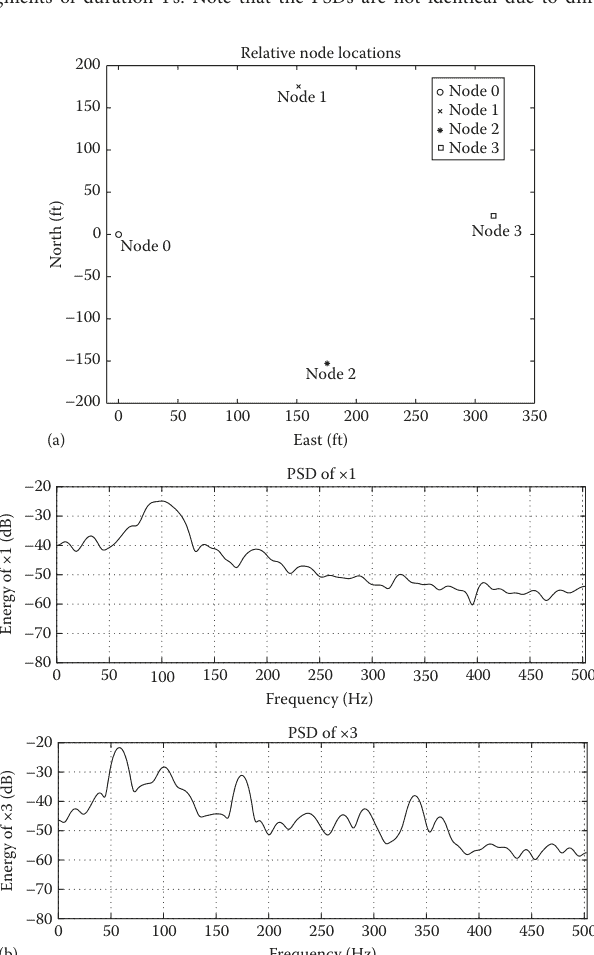 of duration 1 s. Note that the PSDs are not identical due to
Relative node locations
200
150
100
50
0
−50
−100
−150
−200
North (ft)
Node 0
Node 1
Node 2
Node 3
Node 1
Node 0
Node 3
Node 2
0 50 100 150 200 250 300 350
(a)
East (ft)
PSD of ×1
−20
−30
−40
−50
−60
−70
−80
Energy of ×1 (dB)
0 50 100 150 200 250 300 350 400 450 500
Frequency (Hz)
PSD of ×3
−20
−30
−40
−50
−60
−70
−80
Energy of ×3 (dB)
0 50 100 150 200 250 300 350 400 450 500
(b)
Frequency (Hz)